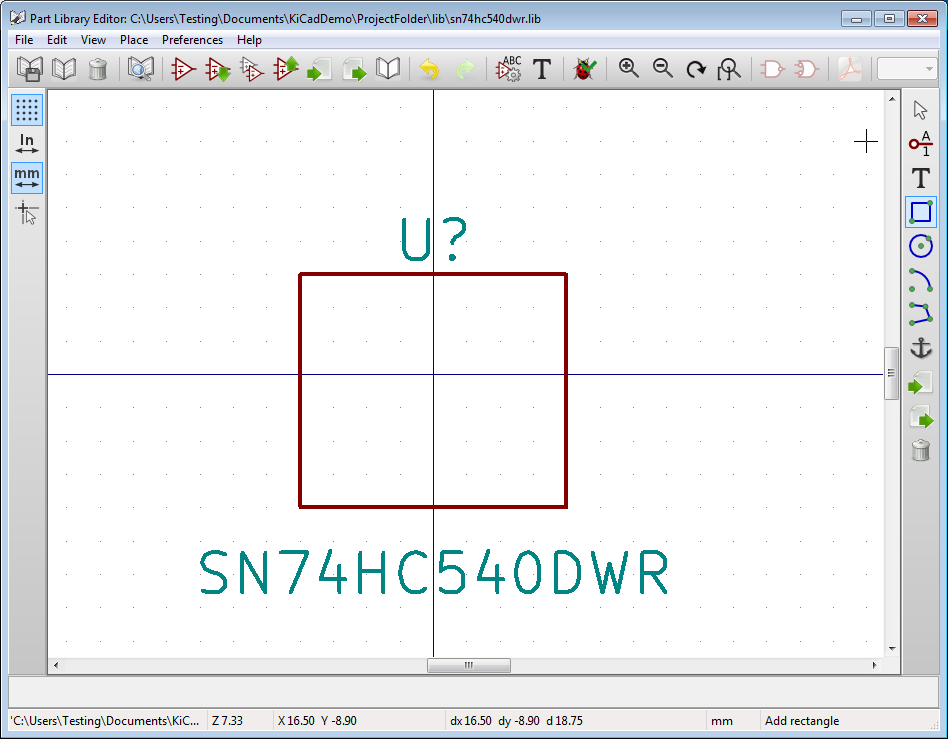 Part Library Editor: C:\Users\Testing\Documents\KiCadDemo\ProjectFolder\lib\sn74hc540dwr.lib
File Edit View Place Preferences Help
ABC
T
In
mm
A
1
T
U?
SN74HC540DWR
'C:\Users\Testing\Documents\KiC... Z 7.33 X 16.50 Y -8.90 dx 16.50 dy -8.90 d 18.75 mm Add rectangle